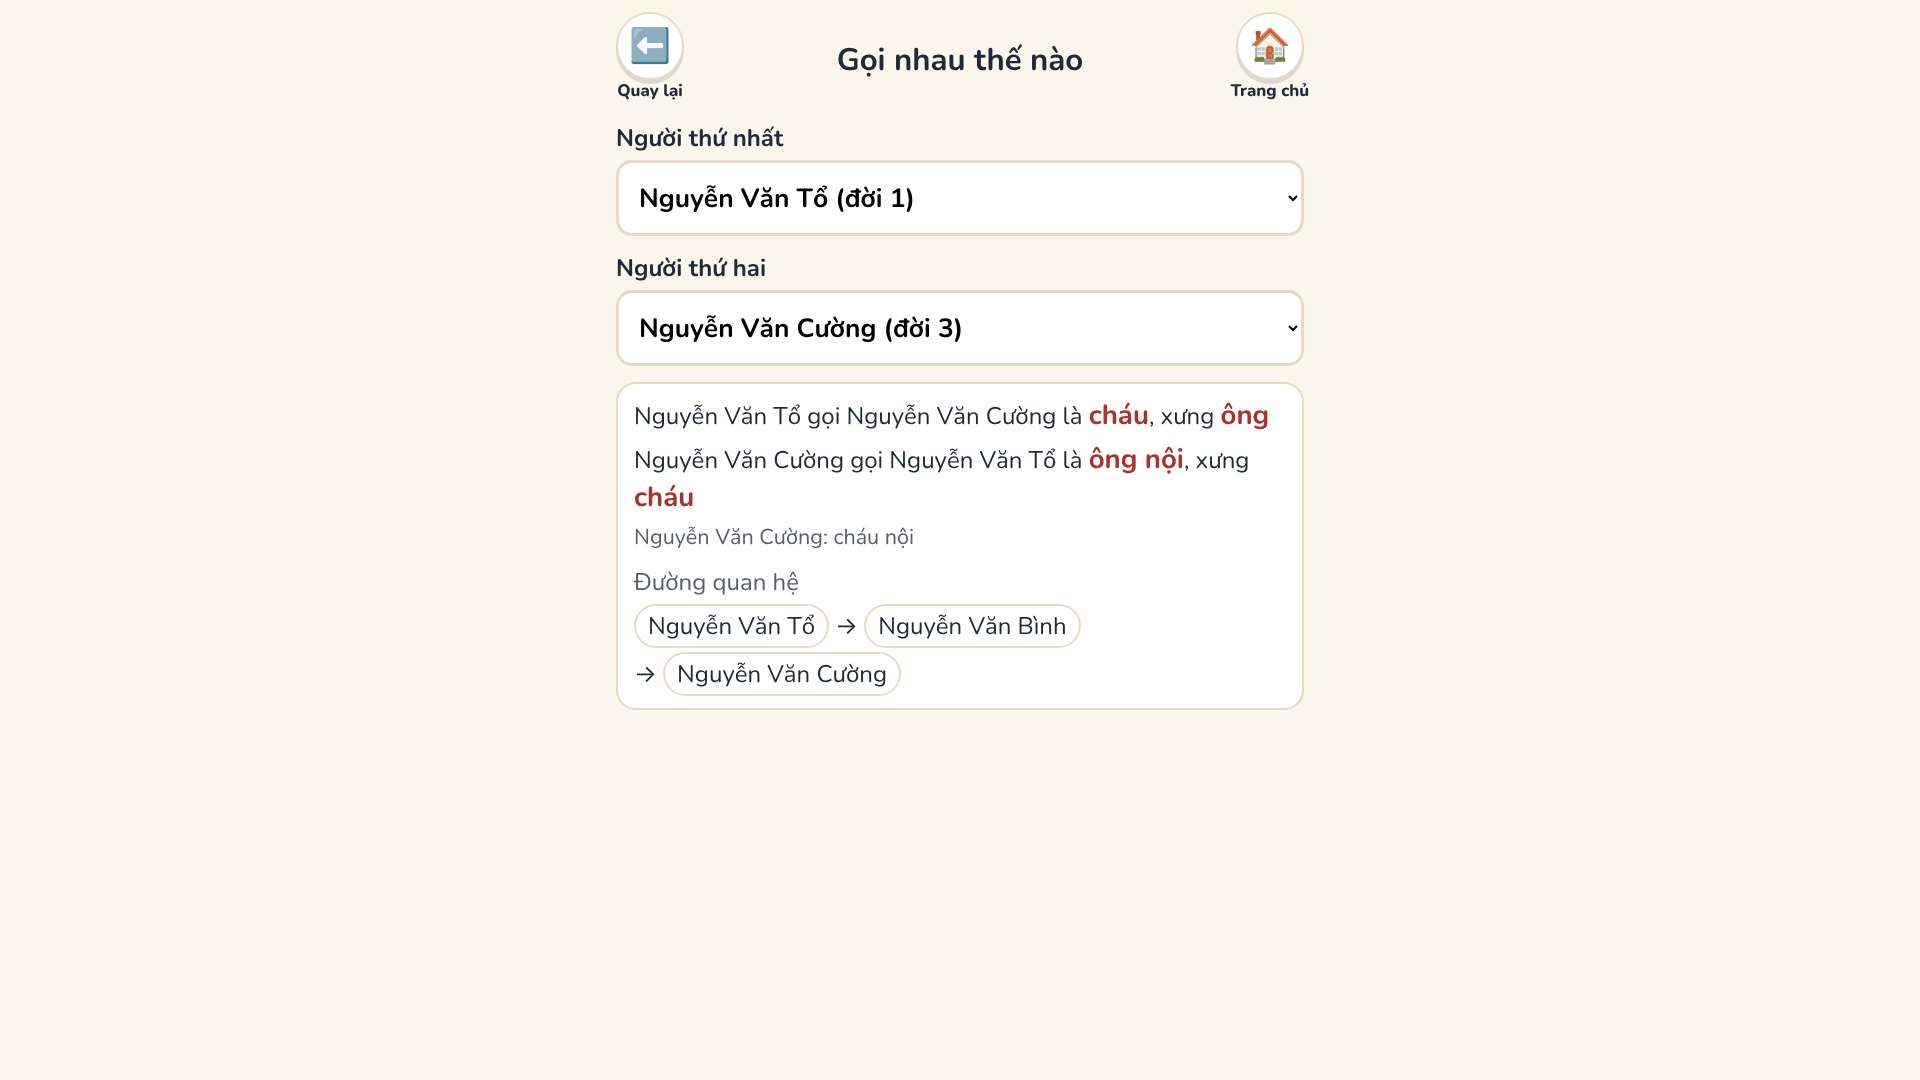 Gọi nhau thế nào
Quay lại
Trang chủ
Người thứ nhất
Nguyễn Văn Tổ (đời 1)
Người thứ hai
Nguyễn Văn Cường (đời 3)
Nguyễn Văn Tổ gọi Nguyễn Văn Cường là cháu, xưng ông
Nguyễn Văn Cường gọi Nguyễn Văn Tổ là ông nội, xưng
cháu
Nguyễn Văn Cường: cháu nội
Đường quan hệ
Nguyễn Văn Tổ → Nguyễn Văn Bình
→ Nguyễn Văn Cường